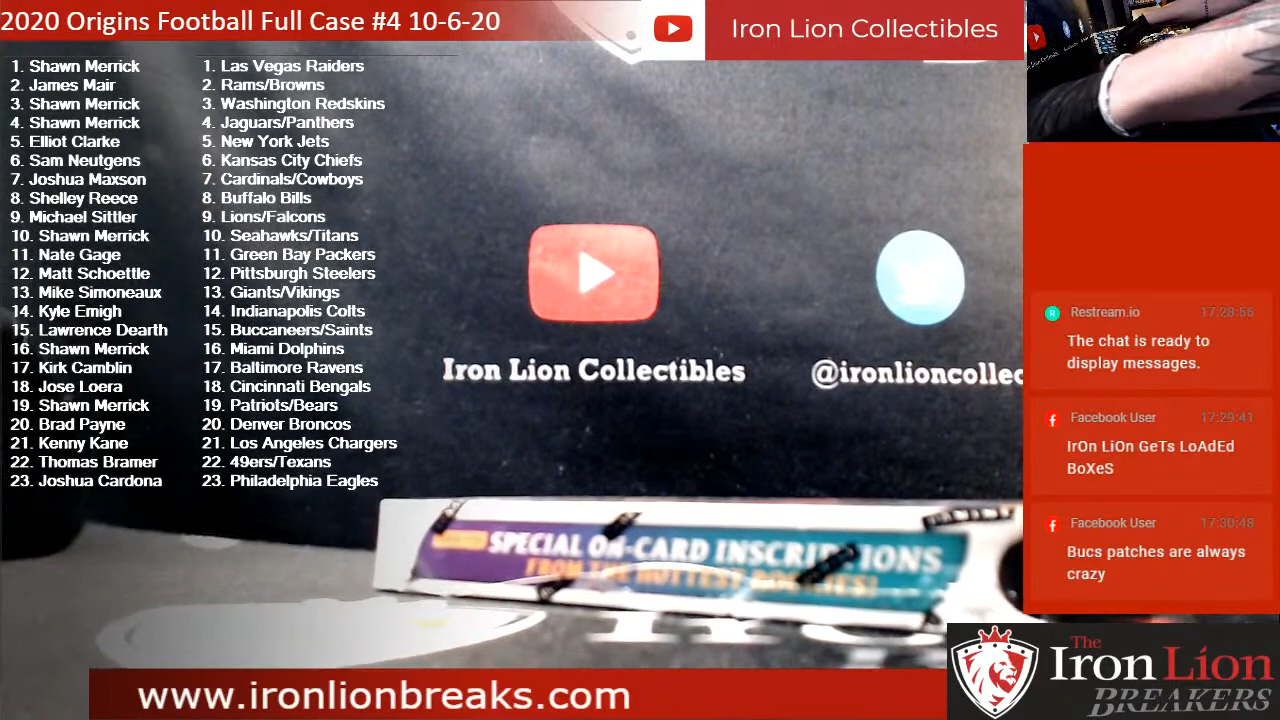 2020 Origins Football Full Case #4 10-6-20
Iron Lion Collectibles
1. Shawn Merrick 1. Las Vegas Raiders
2. James Mair 2. Rams/Browns
3. Shawn Merrick 3. Washington Redskins
4. Shawn Merrick 4. Jaguars/Panthers
5. Elliot Clarke 5. New York Jets
6. Sam Neutgens 6. Kansas City Chiefs
7. Joshua Maxson 7. Cardinals/Cowboys
8. Shelley Reece 8. Buffalo Bills
9. Michael Sittler 9. Lions/Falcons
10. Shawn Merrick 10. Seahawks/Titans
11. Nate Gage 11. Green Bay Packers
12. Matt Schoettle 12. Pittsburgh Steelers
13. Mike Simoneaux 13. Giants/Vikings
14. Kyle Emigh 14. Indianapolis Colts
15. Lawrence Dearth 15. Buccaneers/Saints
16. Shawn Merrick 16. Miami Dolphins
17. Kirk Camblin 17. Baltimore Ravens
18. Jose Loera 18. Cincinnati Bengals
19. Shawn Merrick 19. Patriots/Bears
20. Brad Payne 20. Denver Broncos
21. Kenny Kane 21. Los Angeles Chargers
22. Thomas Bramer 22. 49ers/Texans
23. Joshua Cardona 23. Philadelphia Eagles
Iron Lion Collectibles
@ironlioncollec
SPECIAL ON-CARD INSCRIPTIONS
FROM THE HOTTEST ROOKIES!
R Restream.io 17:28:56
The chat is ready to
display messages.
Facebook User 17:29:41
IrOn LiOn GeTs LoAdEd
BoXeS
Facebook User 17:30:48
Bucs patches are always
crazy
www.ironlionbreaks.com
The
Iron Lion
BREAKERS